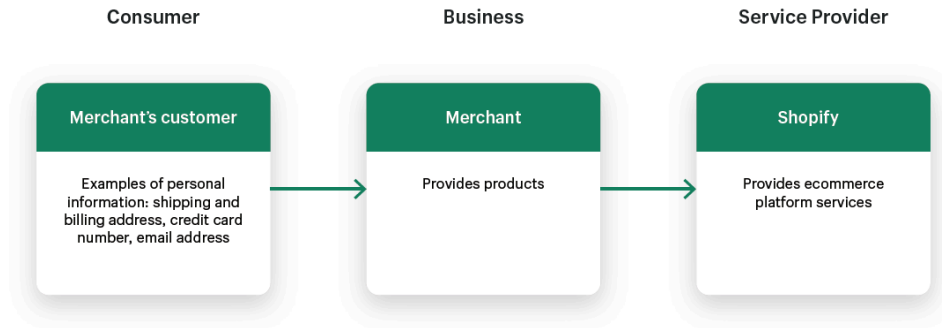 Consumer
Business
Service Provider
Merchant's customer
Examples of personal
information: shipping and
billing address, credit card
number, email address
Merchant
Provides products
Shopify
Provides ecommerce
platform services